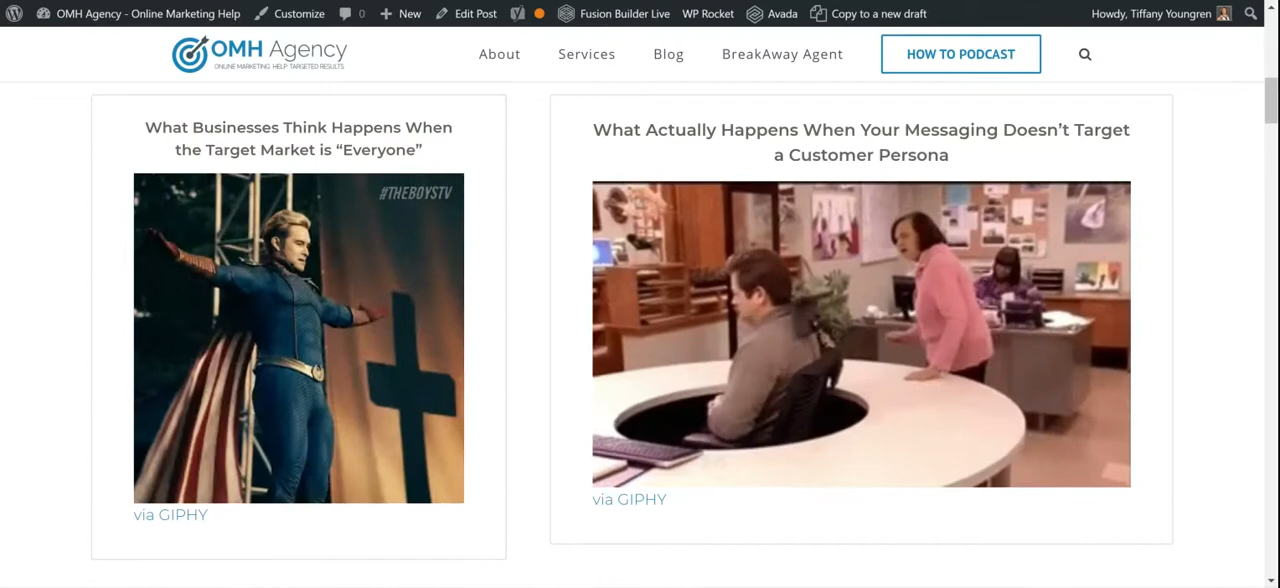 OMH Agency - Online Marketing Help Customize 0 New Edit Post Fusion Builder Live WP Rocket Avada Copy to a new draft Howdy, Tiffany Youngren
OMH Agency
ONLINE MARKETING HELP TARGETED RESULTS
About Services Blog BreakAway Agent HOW TO PODCAST
What Businesses Think Happens When
the Target Market is “Everyone”
#THEBOYSTV
via GIPHY
What Actually Happens When Your Messaging Doesn’t Target
a Customer Persona
via GIPHY